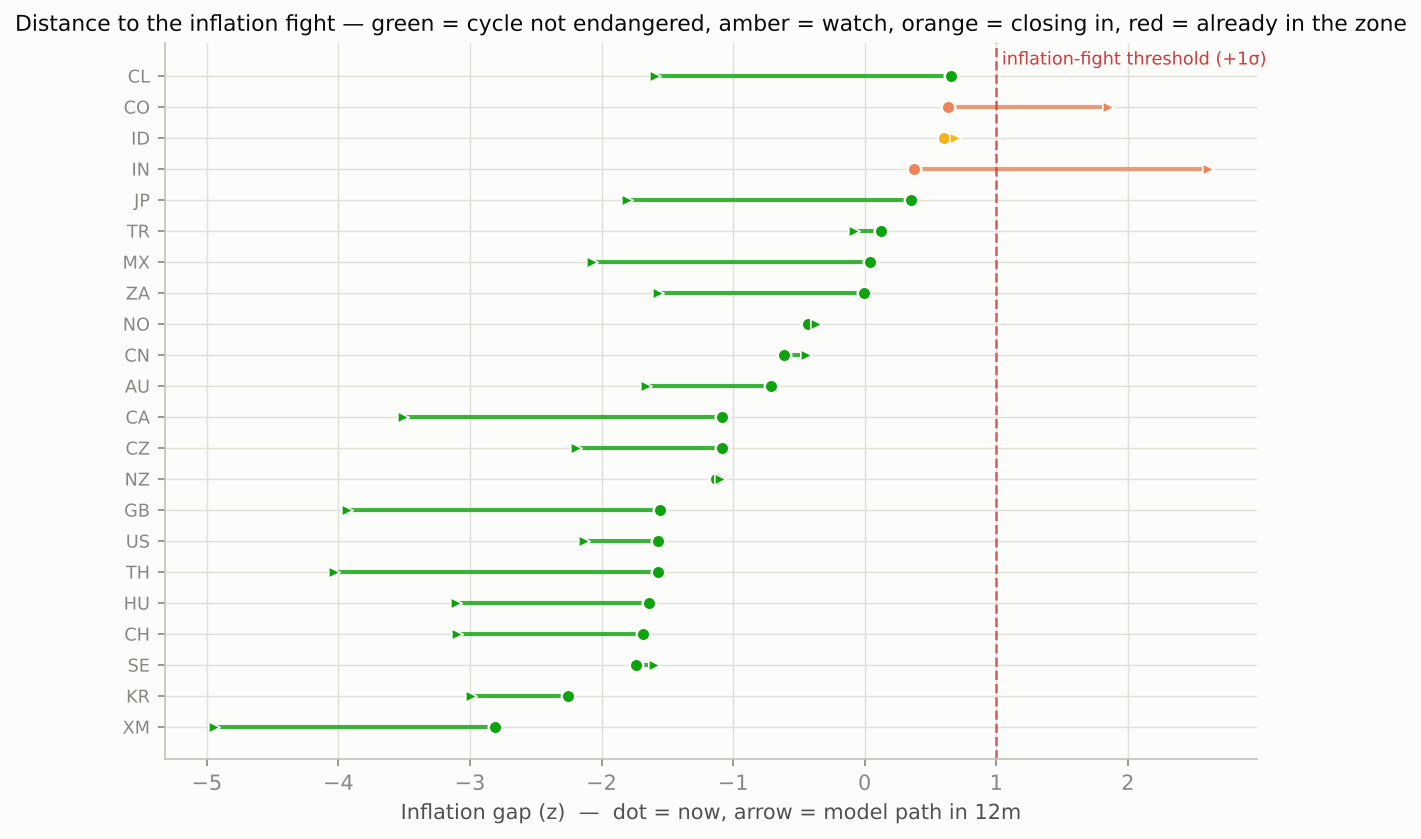 Distance to the inflation fight — green = cycle not endangered, amber = watch, orange = closing in, red = already in the zone
inflation-fight threshold (+1σ)
CL
CO
ID
IN
JP
TR
MX
ZA
NO
CN
AU
CA
CZ
NZ
GB
US
TH
HU
CH
SE
KR
XM
−5 −4 −3 −2 −1 0 1 2
Inflation gap (z) — dot = now, arrow = model path in 12m